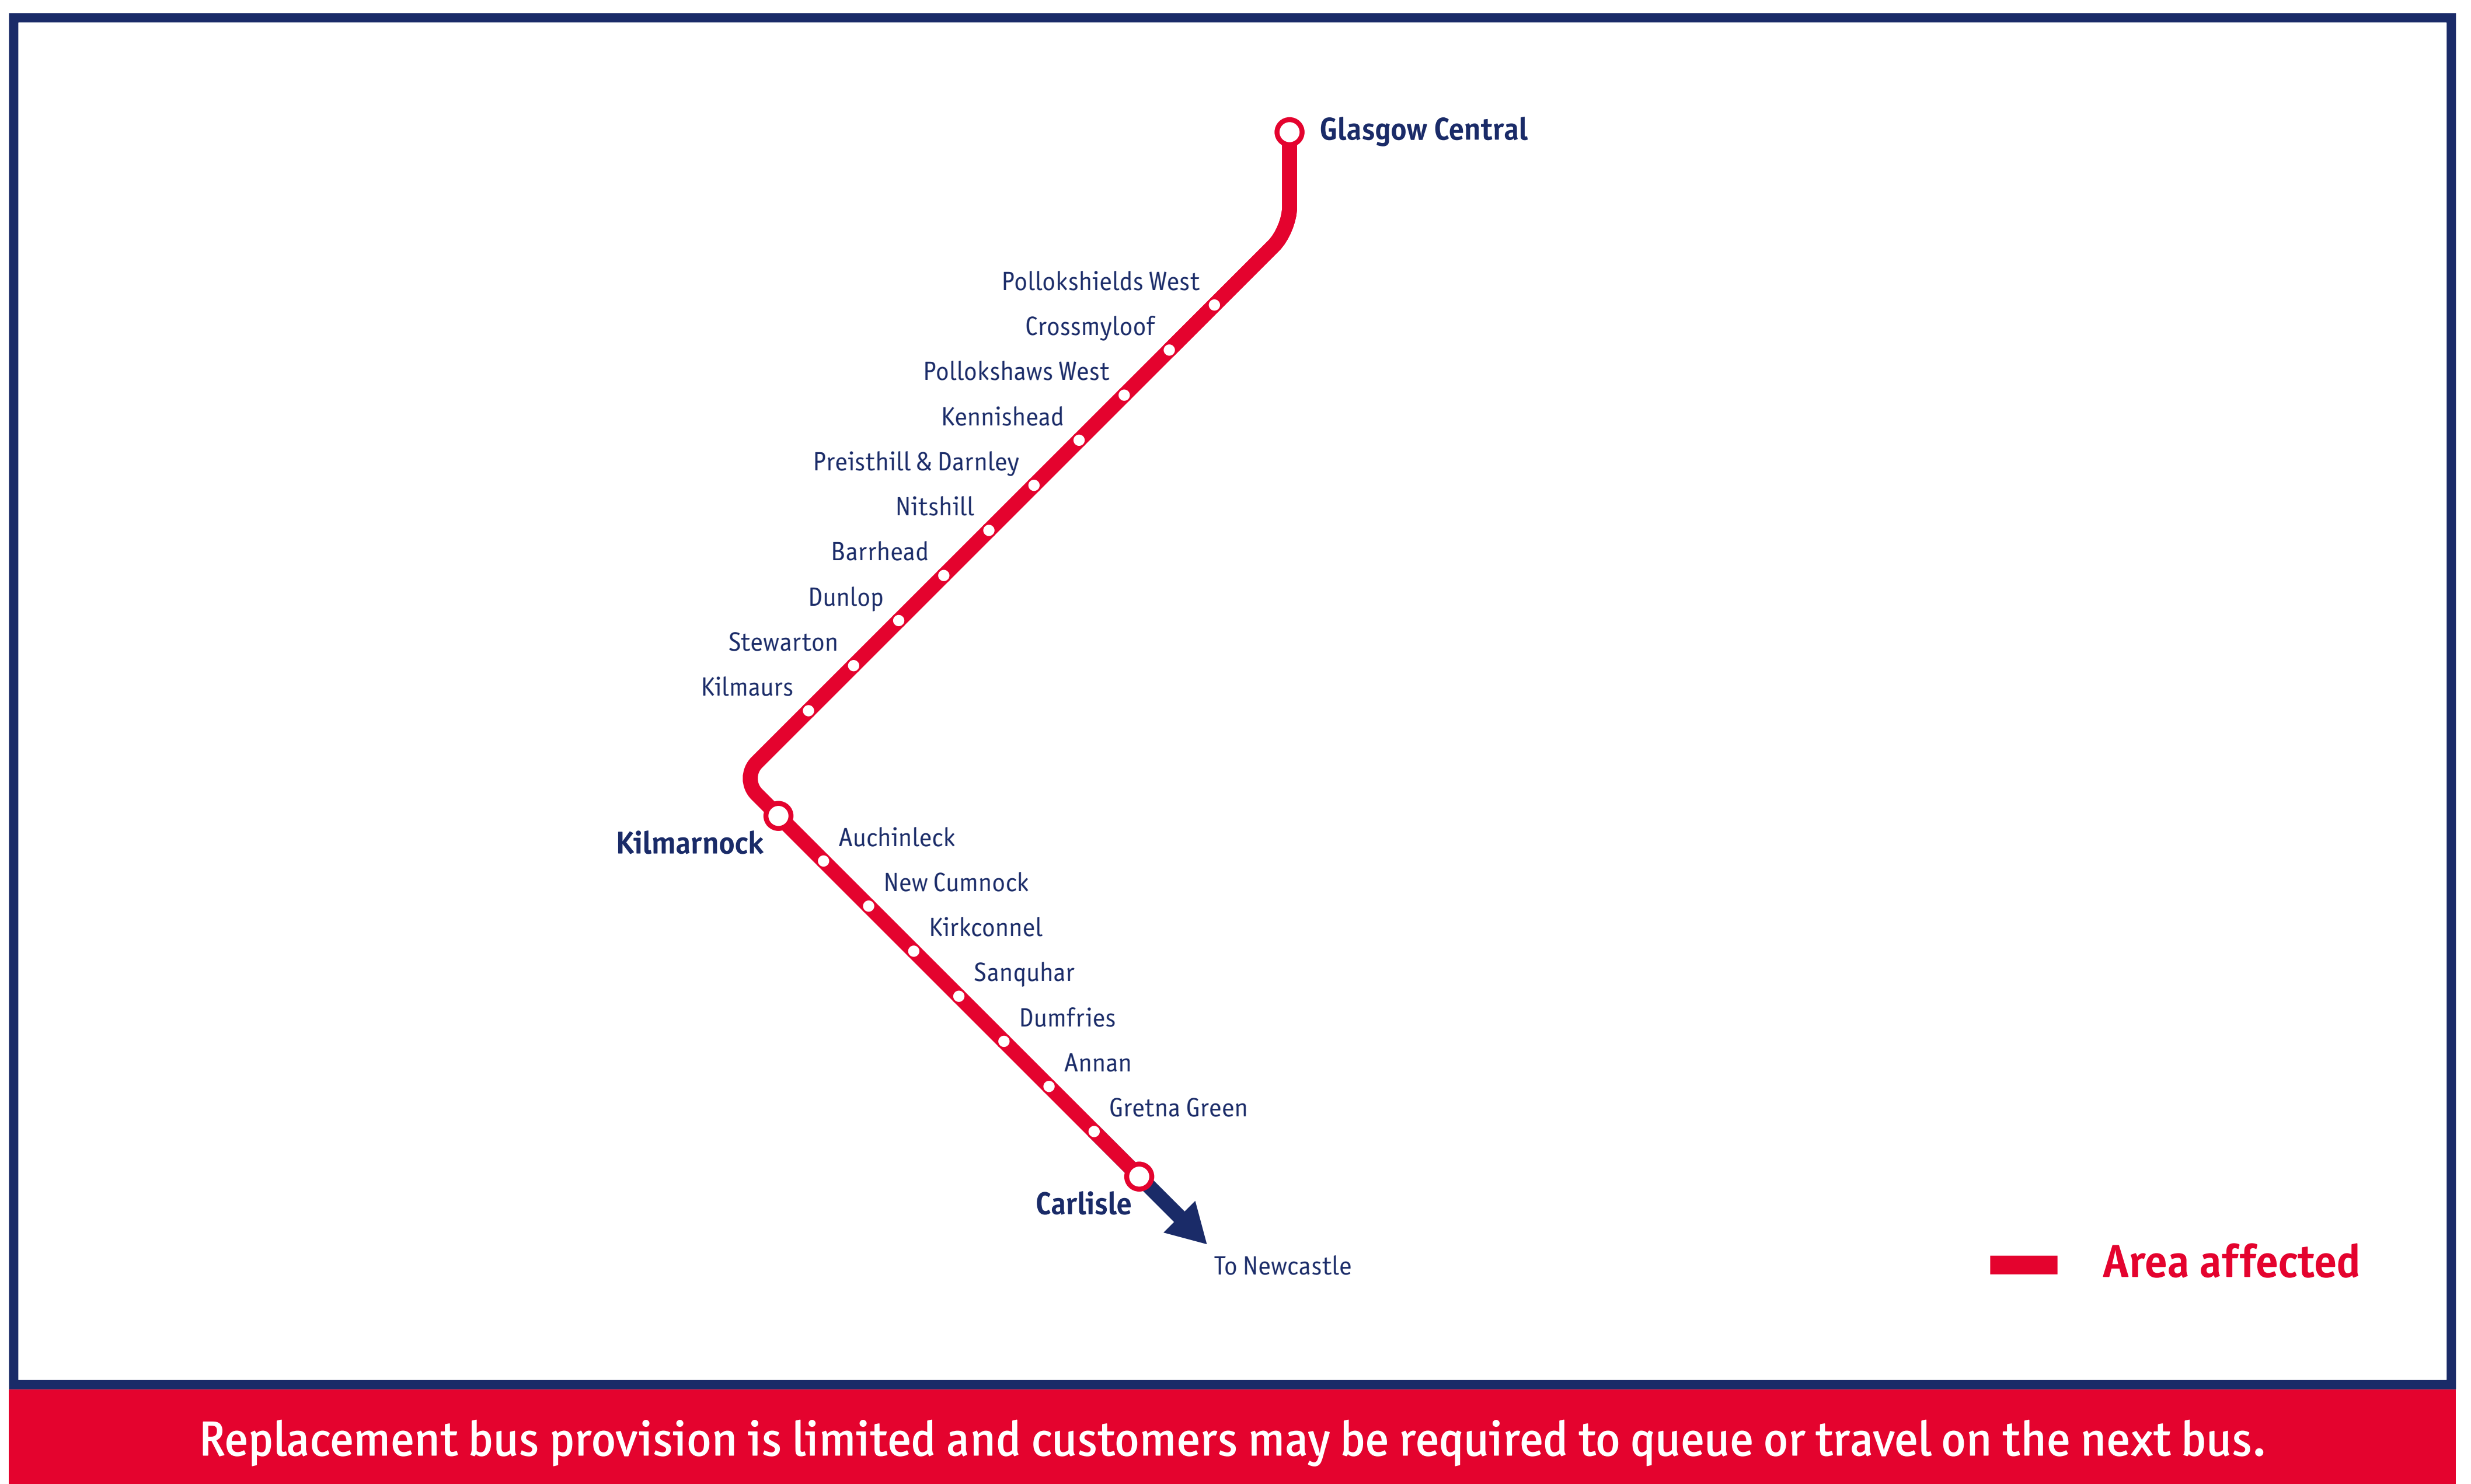 Glasgow Central
Pollokshields West
Crossmyloof
Pollokshaws West
Kennishead
Preisthill & Darnley
Nitshill
Barrhead
Dunlop
Stewarton
Kilmaurs
Kilmarnock
Auchinleck
New Cumnock
Kirkconnel
Sanquhar
Dumfries
Annan
Gretna Green
Carlisle
To Newcastle
Area affected
Replacement bus provision is limited and customers may be required to queue or travel on the next bus.